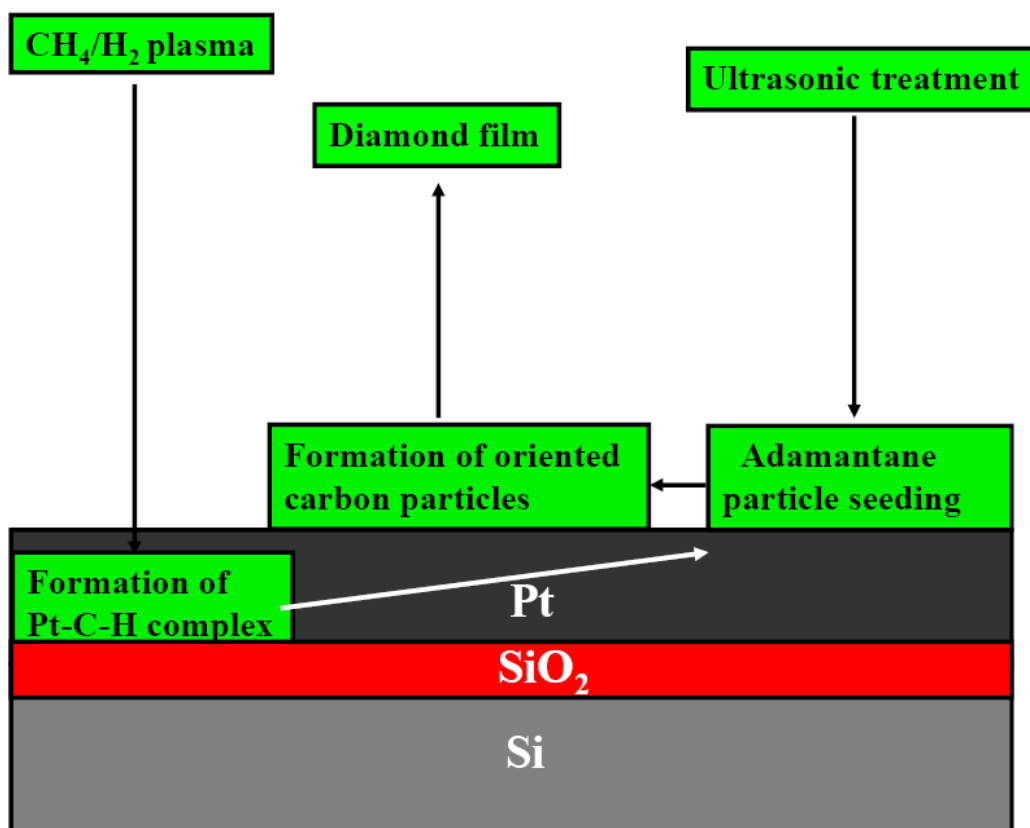 CH₄/H₂ plasma
Ultrasonic treatment
Diamond film
Formation of oriented
carbon particles
Adamantane
particle seeding
Formation of
Pt-C-H complex
Pt
SiO₂
Si